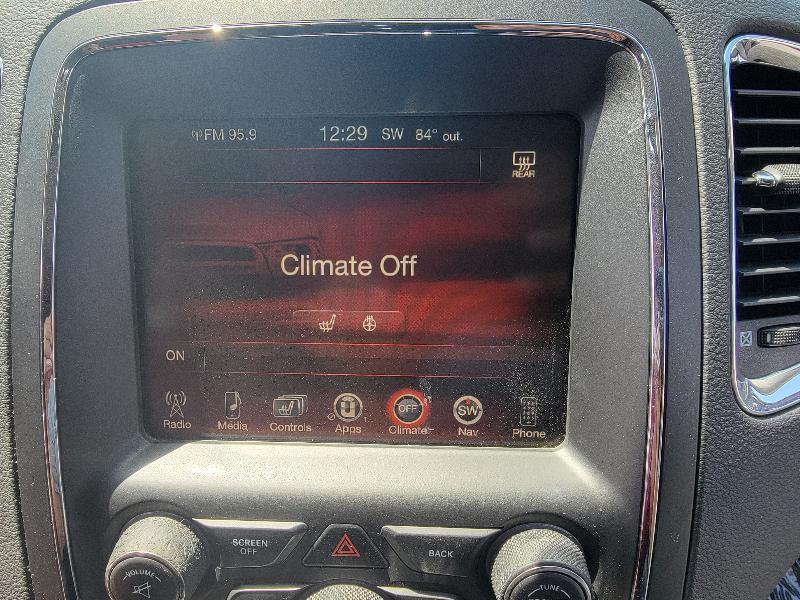 FM 95.9 12:29 SW 84° out.
REAR
Climate Off
ON
OFF SW
Radio Media Controls Apps Climate Nav Phone
SCREEN OFF
BACK
VOLUME
TUNE